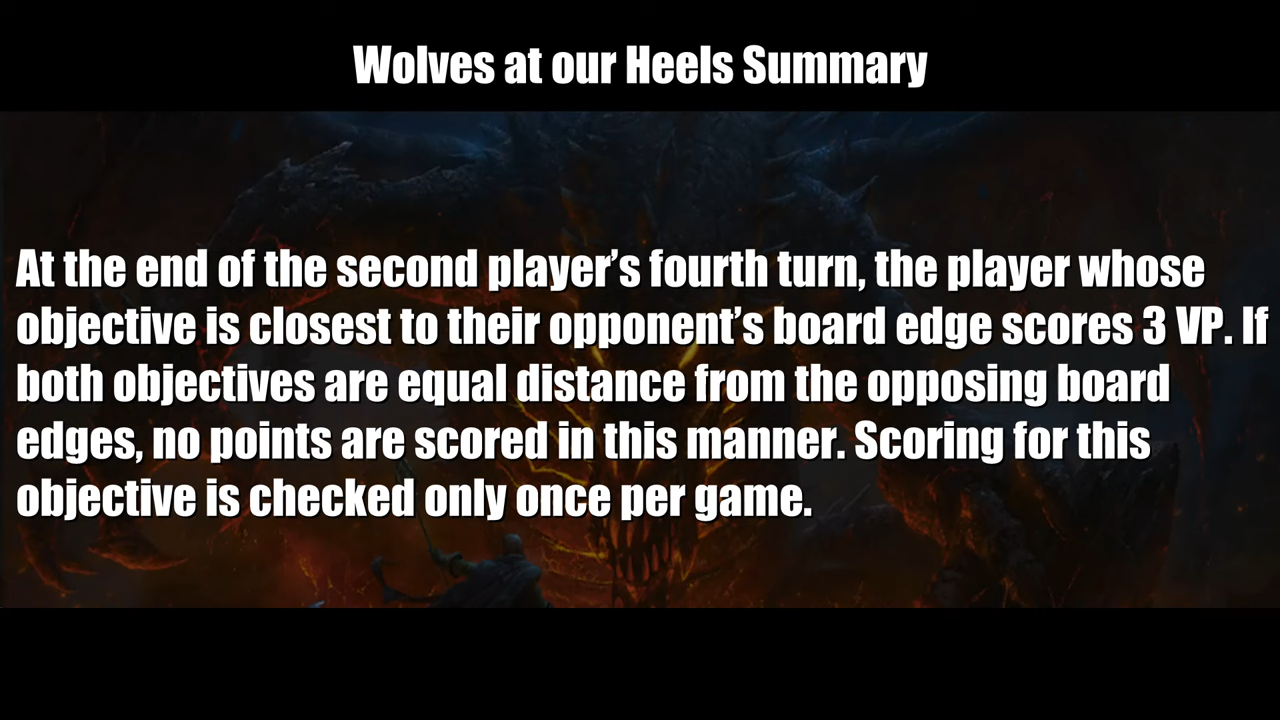 Wolves at our Heels Summary
At the end of the second player’s fourth turn, the player whose
objective is closest to their opponent’s board edge scores 3 VP. If
both objectives are equal distance from the opposing board
edges, no points are scored in this manner. Scoring for this
objective is checked only once per game.